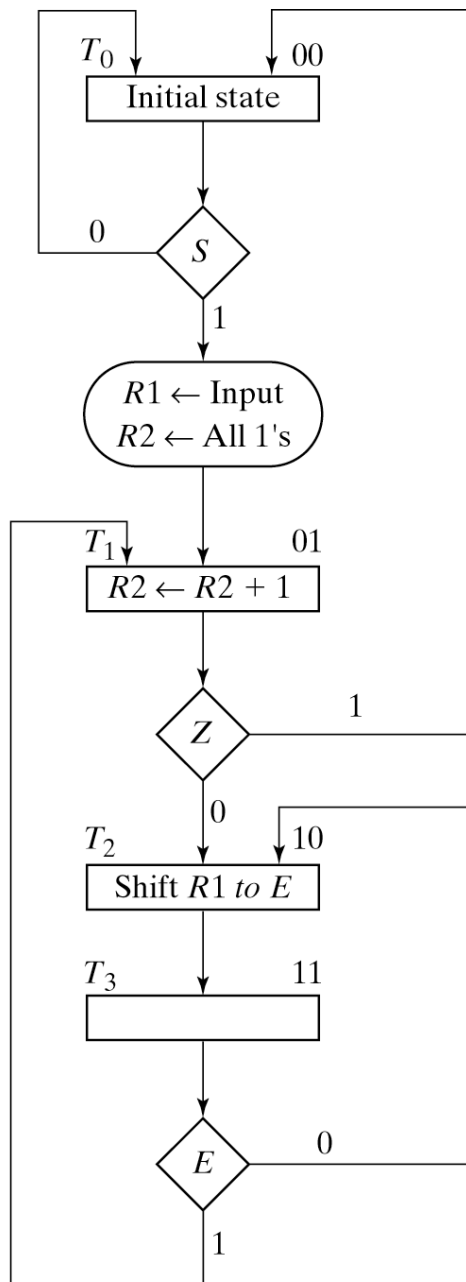 T0 00
Initial state
0
S
1
R1 ← Input
R2 ← All 1's
T1 01
R2 ← R2 + 1
Z
1
0
T2 10
Shift R1 to E
T3 11
E
0
1